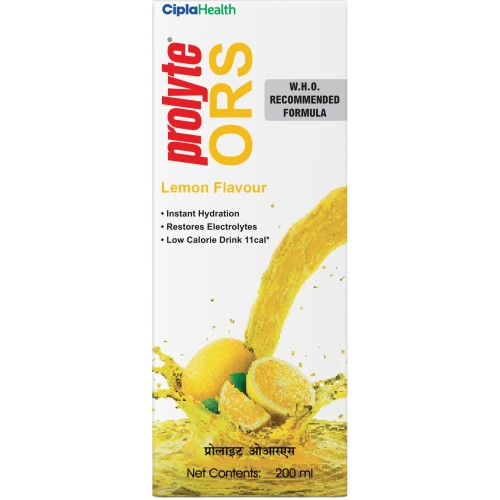 CiplaHealth
prolyte®
ORS
W.H.O.
RECOMMENDED
FORMULA
Lemon Flavour
• Instant Hydration
• Restores Electrolytes
• Low Calorie Drink 11cal*
प्रोलाइट ओआरएस
Net Contents: 200 ml